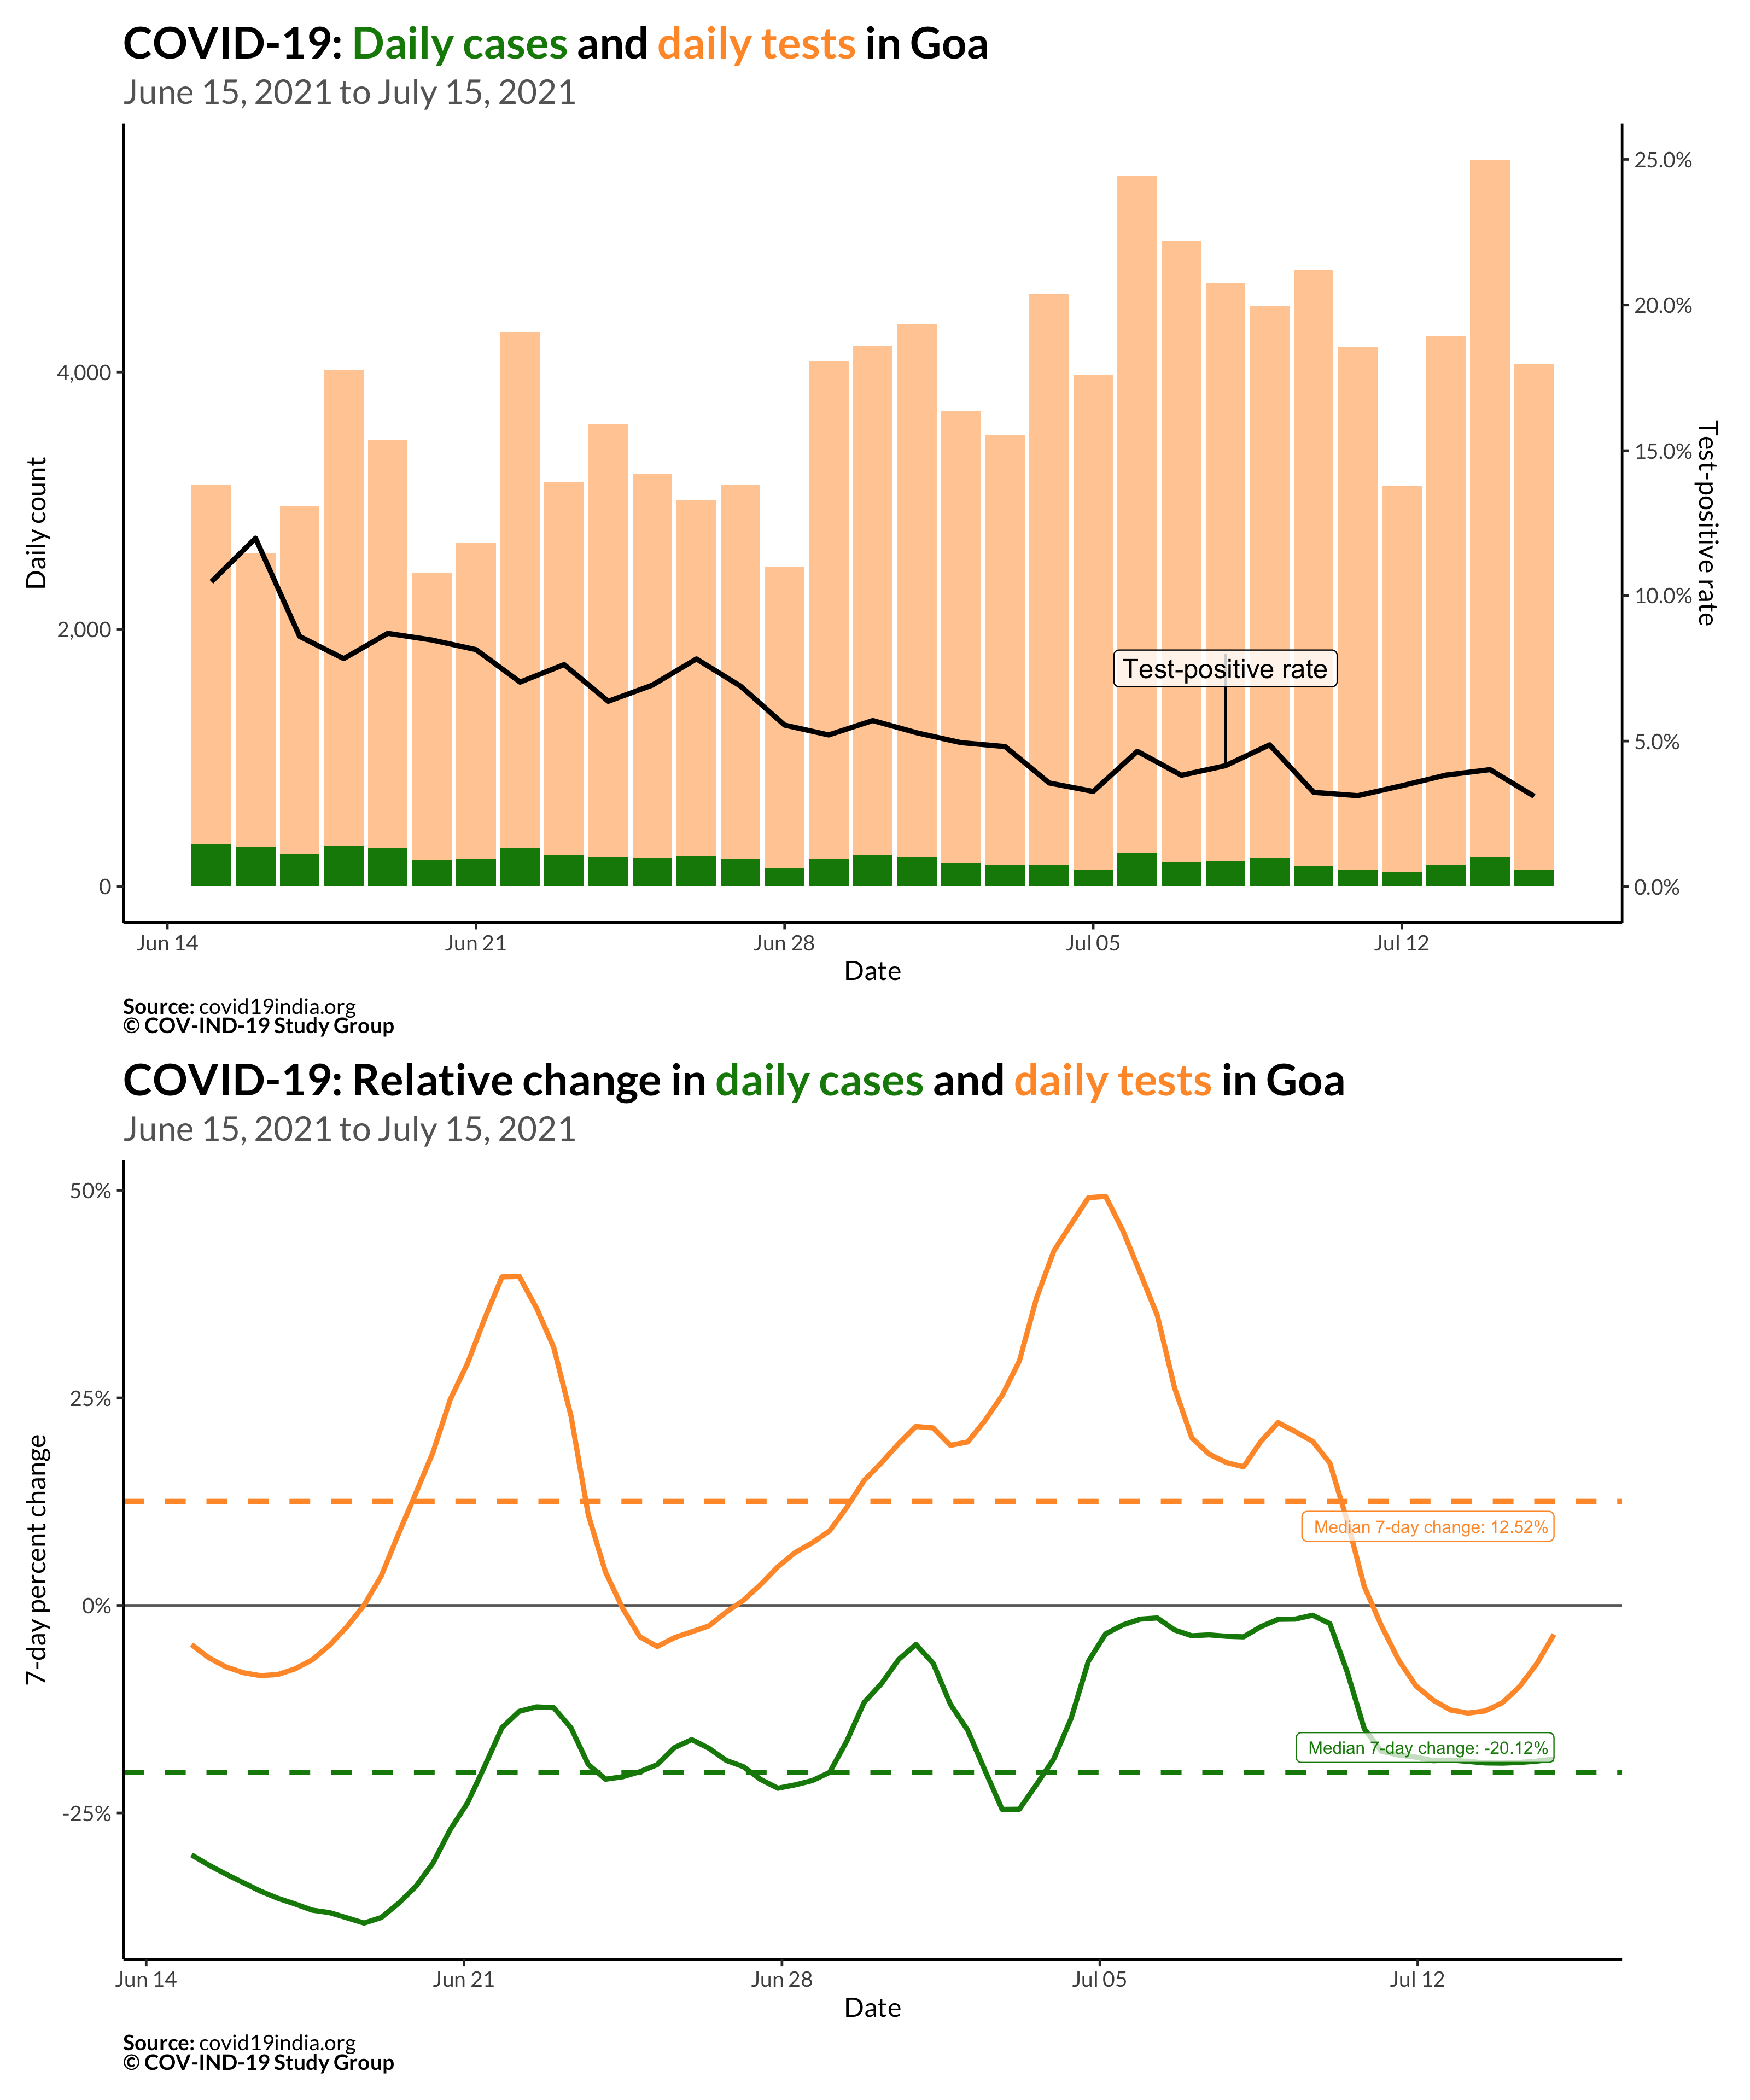 COVID-19: Daily cases and daily tests in Goa
June 15, 2021 to July 15, 2021
Daily count
4,000
2,000
0
25.0%
20.0%
15.0%
10.0%
5.0%
0.0%
Test-positive rate
Test-positive rate
Jun 14
Jun 21
Jun 28
Jul 05
Jul 12
Date
Source: covid19india.org
© COV-IND-19 Study Group
COVID-19: Relative change in daily cases and daily tests in Goa
June 15, 2021 to July 15, 2021
7-day percent change
50%
25%
0%
-25%
Median 7-day change: 12.52%
Median 7-day change: -20.12%
Jun 14
Jun 21
Jun 28
Jul 05
Jul 12
Date
Source: covid19india.org
© COV-IND-19 Study Group